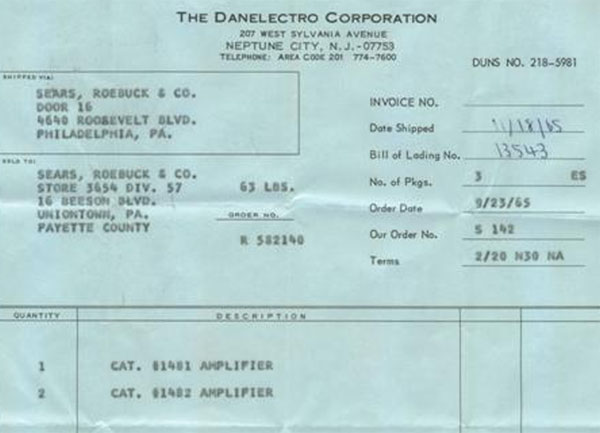 THE DANELECTRO CORPORATION
207 WEST SYLVANIA AVENUE
NEPTUNE CITY, N. J.-07753
TELEPHONE: AREA CODE 201 774-7600
DUNS NO. 218-5981
SHIPPED VIA:
SEARS, ROEBUCK & CO.
DOOR 16
4640 ROOSEVELT BLVD.
PHILADELPHIA, PA.
SOLD TO:
SEARS, ROEBUCK & CO.
STORE 3654 DIV. 57 63 LBS.
16 BEESON BLVD.
UNIONTOWN, PA.
PAYETTE COUNTY
ORDER NO.
R 582140
INVOICE NO.
Date Shipped 11/18/65
Bill of Lading No. 13543
No. of Pkgs. 3 ES
Order Date 9/23/65
Our Order No. S 142
Terms 2/20 N30 NA
QUANTITY DESCRIPTION
1 CAT. #1481 AMPLIFIER
2 CAT. #1482 AMPLIFIER